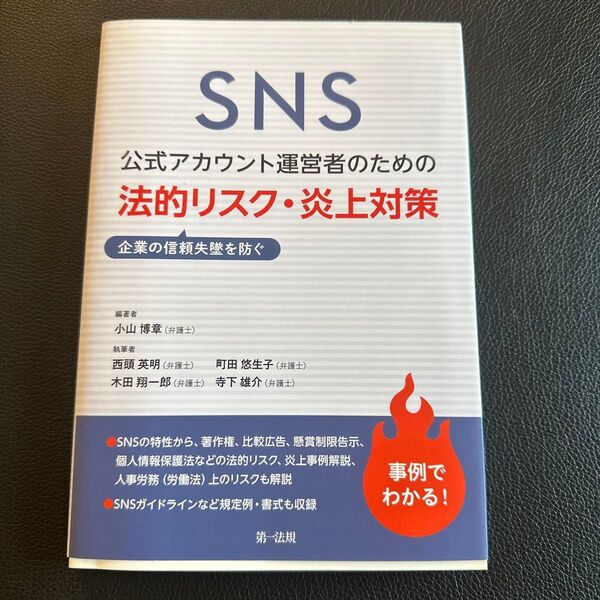 SNS
公式アカウント運営者のための
法的リスク・炎上対策
企業の信頼失墜を防ぐ
編著者
小山 博章(弁護士)
執筆者
西頭 英明(弁護士) 町田 悠生子(弁護士)
木田 翔一郎(弁護士) 寺下 雄介(弁護士)
●SNSの特性から、著作権、比較広告、懸賞制限告示、
個人情報保護法などの法的リスク、炎上事例解説、
人事労務(労働法)上のリスクも解説
●SNSガイドラインなど規定例・書式も収録
事例で
わかる!
第一法規